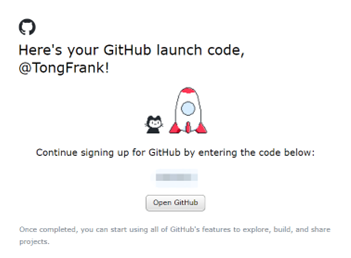 Here's your GitHub launch code,
@TongFrank!
Continue signing up for GitHub by entering the code below:
Open GitHub
Once completed, you can start using all of GitHub's features to explore, build, and share
projects.